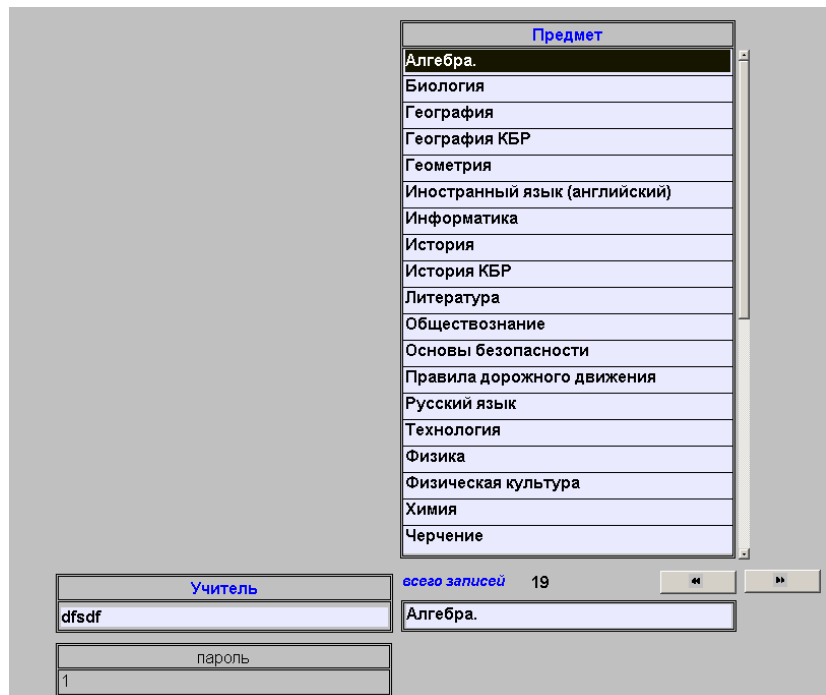 Предмет
Алгебра.
Биология
География
География КБР
Геометрия
Иностранный язык (английский)
Информатика
История
История КБР
Литература
Обществознание
Основы безопасности
Правила дорожного движения
Русский язык
Технология
Физика
Физическая культура
Химия
Черчение
всего записей 19
Учитель
dfsdf
Алгебра.
пароль
1